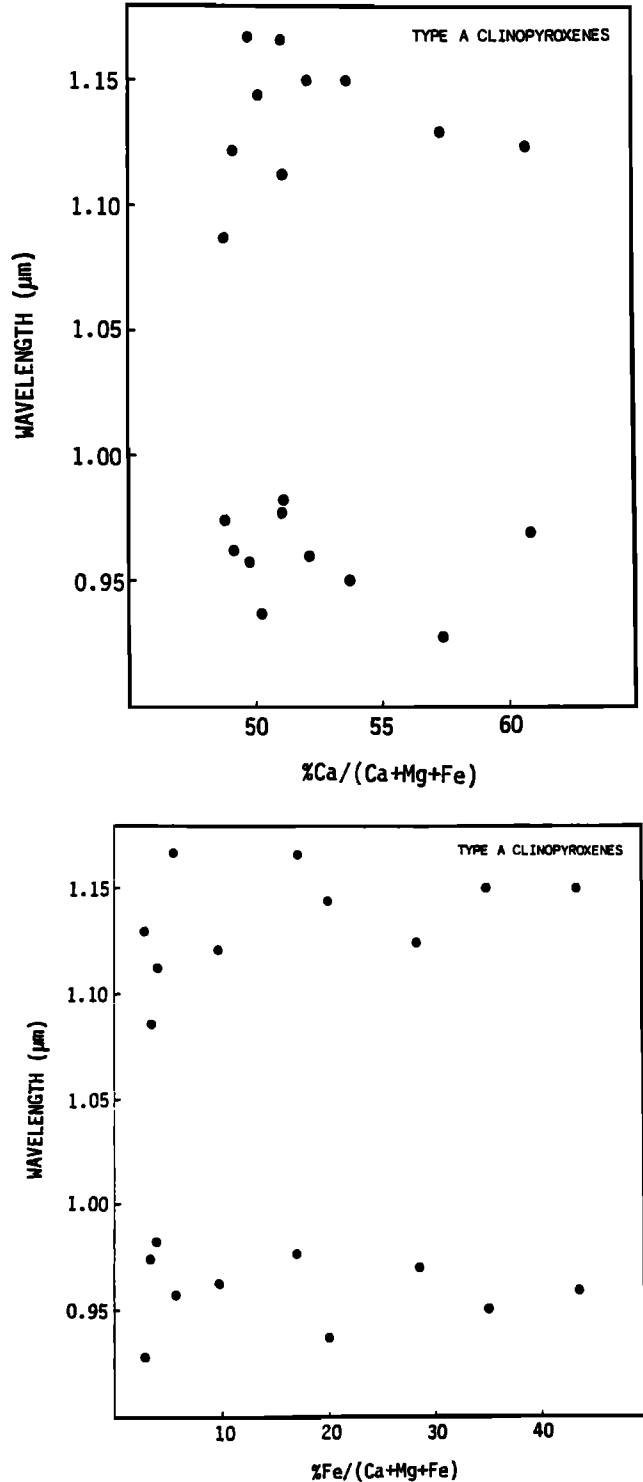 TYPE A CLINOPYROXENES
1.15
1.10
1.05
1.00
0.95
WAVELENGTH (µm)
50 55 60
%Ca/(Ca+Mg+Fe)
TYPE A CLINOPYROXENES
1.15
1.10
1.05
1.00
0.95
WAVELENGTH (µm)
10 20 30 40
%Fe/(Ca+Mg+Fe)